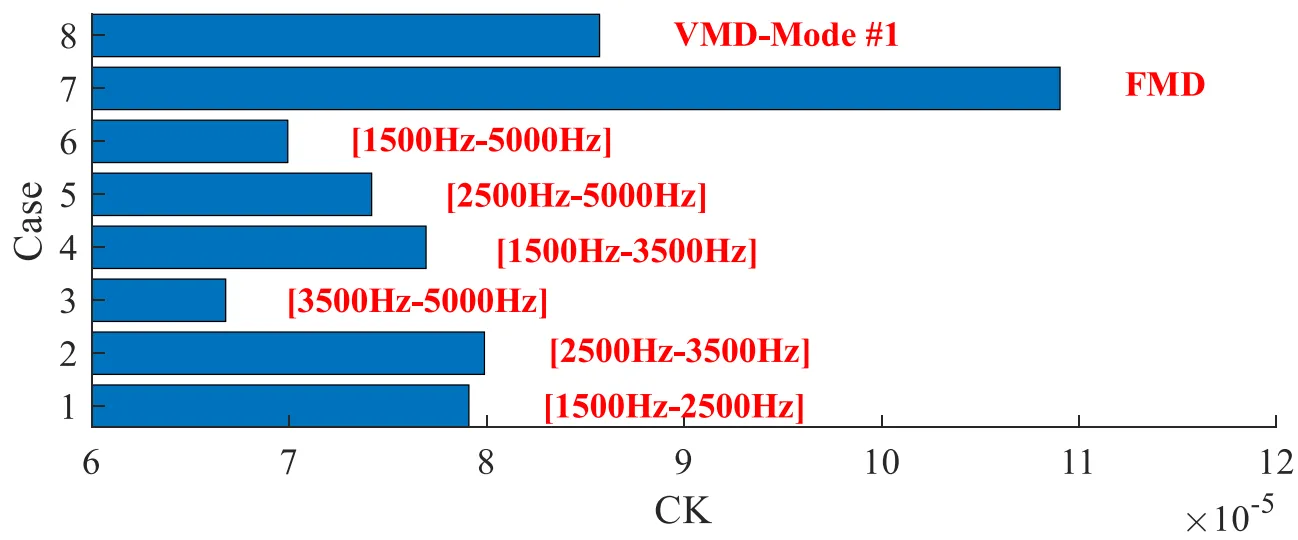 8
VMD-Mode #1
7
FMD
6
[1500Hz-5000Hz]
5
[2500Hz-5000Hz]
4
[1500Hz-3500Hz]
3
[3500Hz-5000Hz]
2
[2500Hz-3500Hz]
1
[1500Hz-2500Hz]
Case
6 7 8 9 10 11 12
CK
×10⁻⁵